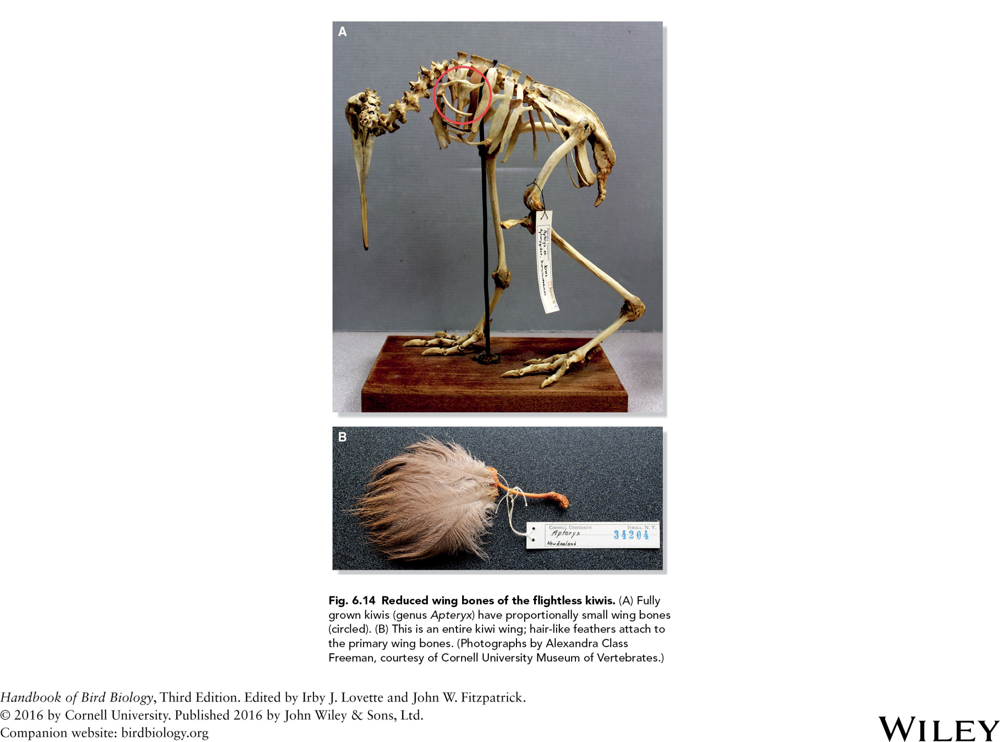 A
CORNELL UNIVERSITY
Apteryx sp. Kiwi
B
CORNELL UNIVERSITY ITHACA, N. Y.
Apteryx 34204
New Zealand
Fig. 6.14 Reduced wing bones of the flightless kiwis. (A) Fully
grown kiwis (genus Apteryx) have proportionally small wing bones
(circled). (B) This is an entire kiwi wing; hair-like feathers attach to
the primary wing bones. (Photographs by Alexandra Class
Freeman, courtesy of Cornell University Museum of Vertebrates.)
Handbook of Bird Biology, Third Edition. Edited by Irby J. Lovette and John W. Fitzpatrick.
© 2016 by Cornell University. Published 2016 by John Wiley & Sons, Ltd.
Companion website: birdbiology.org
WILEY